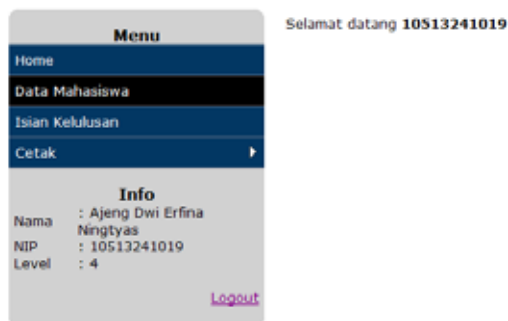 Menu
Home
Data Mahasiswa
Isian Kelulusan
Cetak
Info
Nama : Ajeng Dwi Erfina
Ningtyas
NIP : 10513241019
Level : 4
Logout
Selamat datang 10513241019